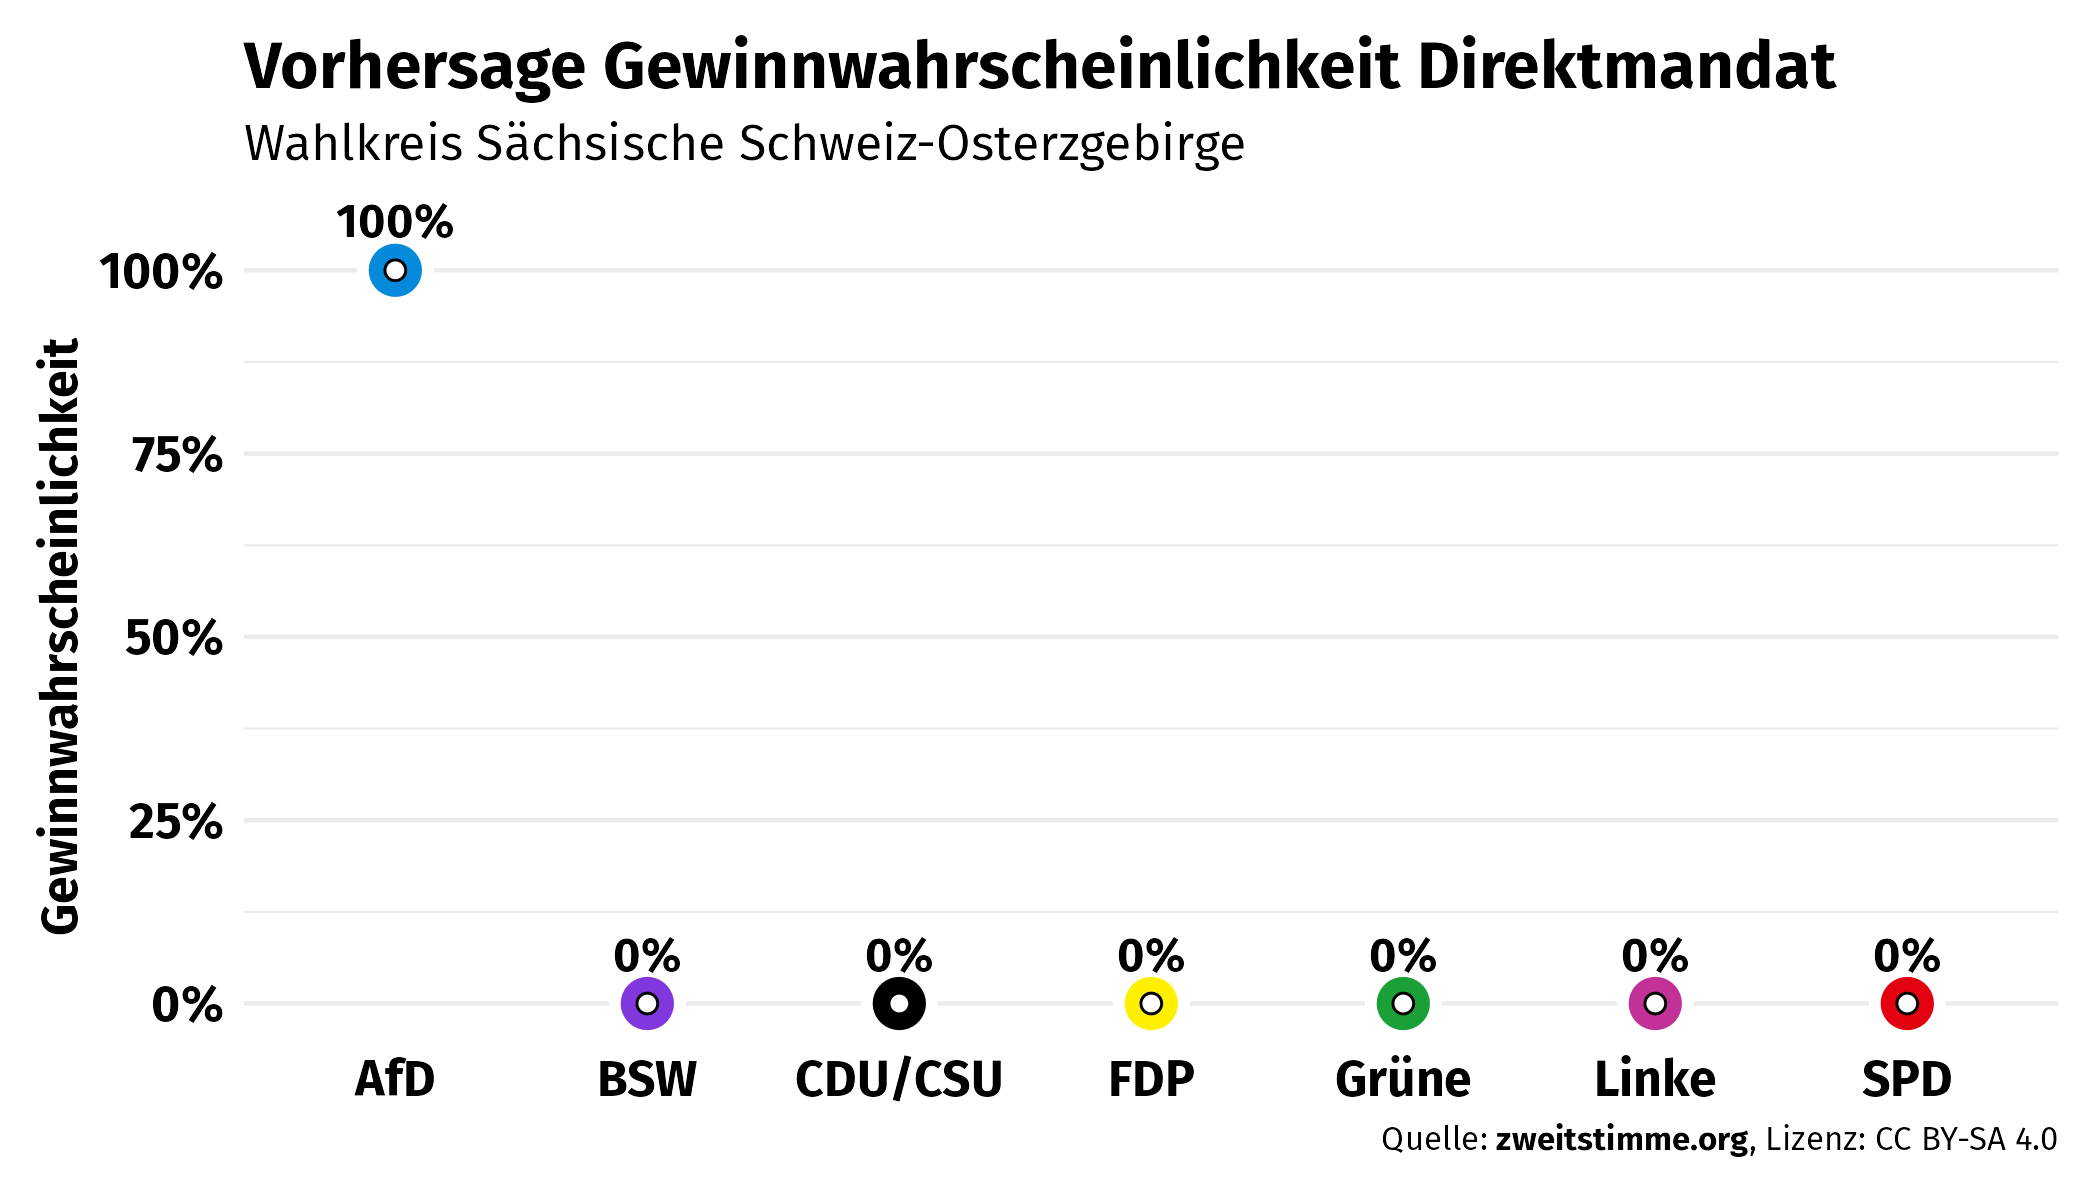 Vorhersage Gewinnwahrscheinlichkeit Direktmandat
Wahlkreis Sächsische Schweiz-Osterzgebirge
Gewinnwahrscheinlichkeit
100%
75%
50%
25%
0%
100%
0%
0%
0%
0%
0%
0%
AfD
BSW
CDU/CSU
FDP
Grüne
Linke
SPD
Quelle: zweitstimme.org, Lizenz: CC BY-SA 4.0